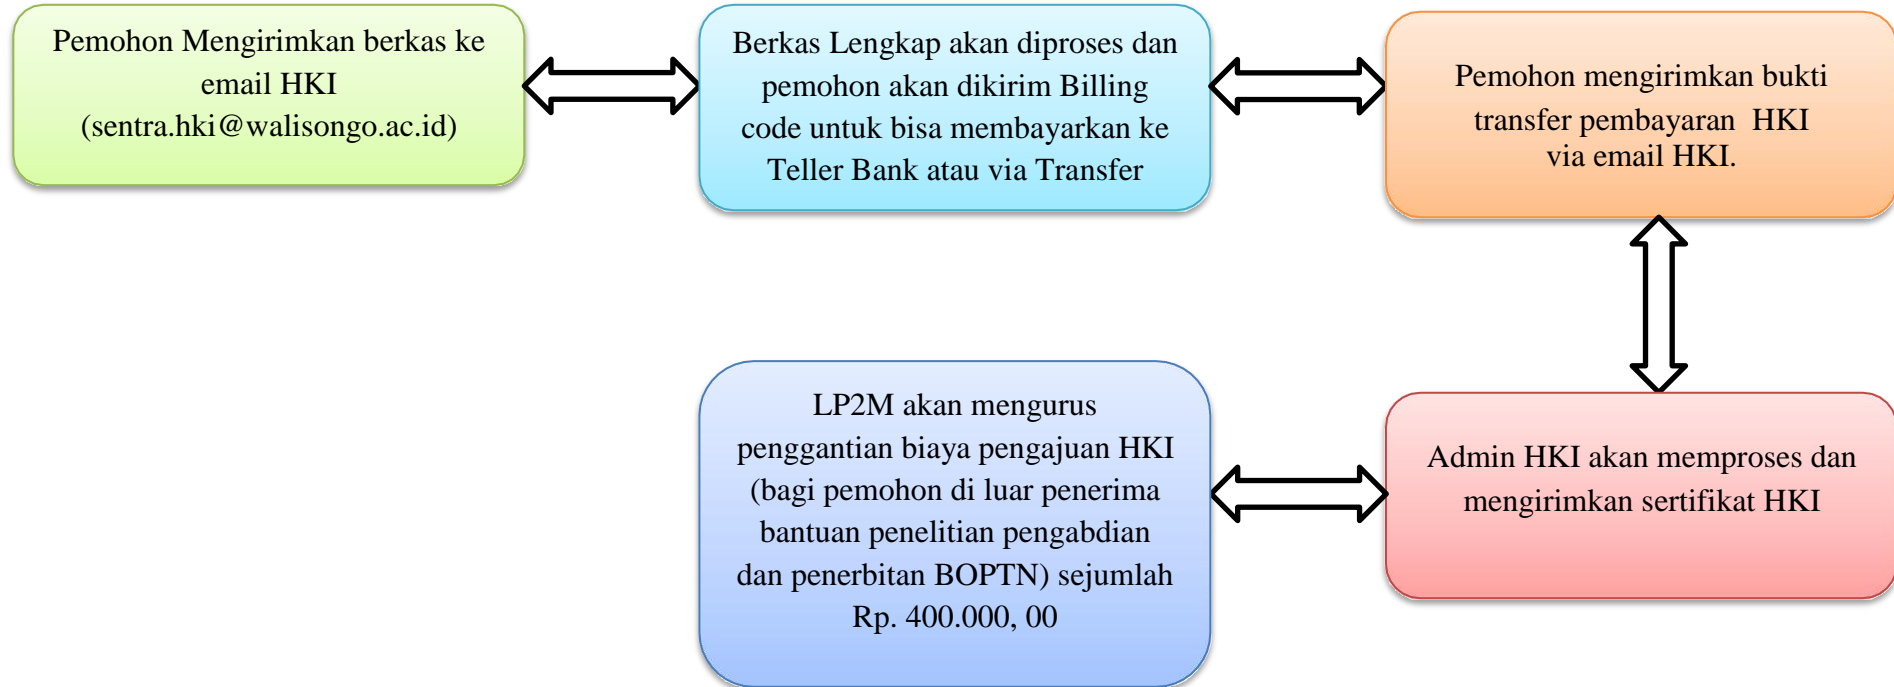 Pemohon Mengirimkan berkas ke
email HKI
(sentra.hki@walisongo.ac.id)
Berkas Lengkap akan diproses dan
pemohon akan dikirim Billing
code untuk bisa membayarkan ke
Teller Bank atau via Transfer
Pemohon mengirimkan bukti
transfer pembayaran HKI
via email HKI.
Admin HKI akan memproses dan
mengirimkan sertifikat HKI
LP2M akan mengurus
penggantian biaya pengajuan HKI
(bagi pemohon di luar penerima
bantuan penelitian pengabdian
dan penerbitan BOPTN) sejumlah
Rp. 400.000, 00